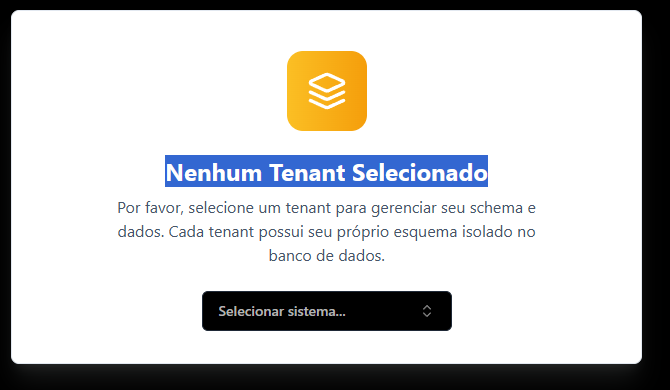 Nenhum Tenant Selecionado
Por favor, selecione um tenant para gerenciar seu schema e
dados. Cada tenant possui seu próprio esquema isolado no
banco de dados.
Selecionar sistema...